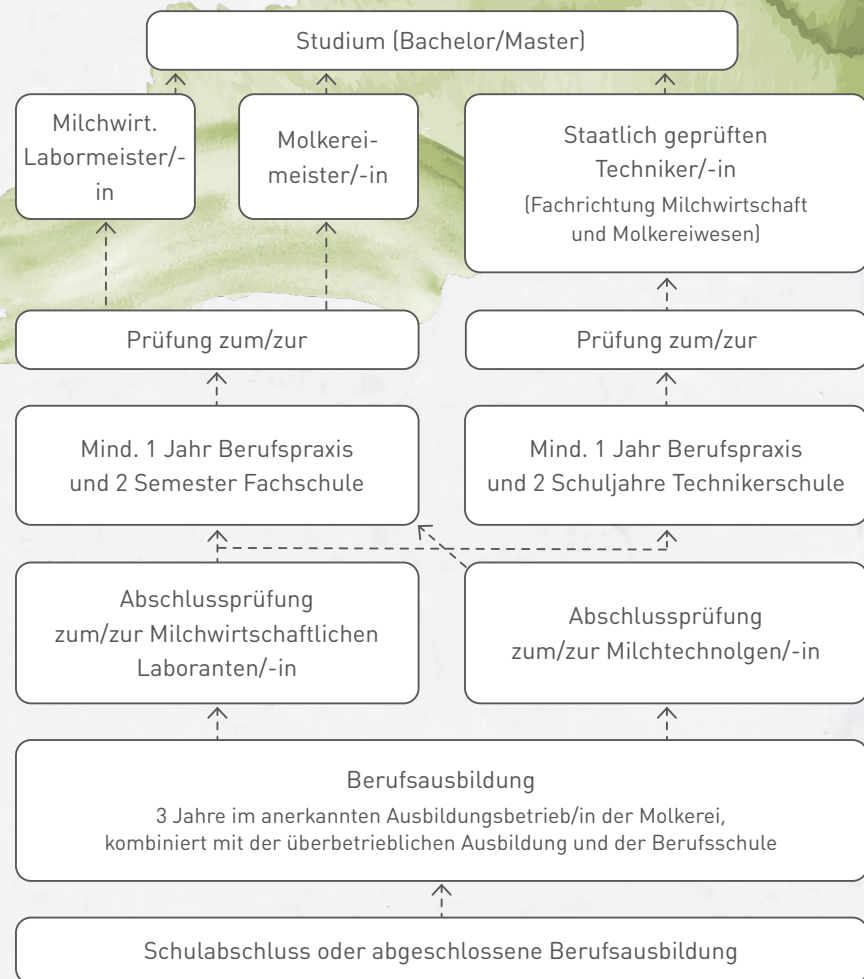 Studium (Bachelor/Master)
Milchwirt.
Labormeister/-
in
Molkerei-
meister/-in
Staatlich geprüften
Techniker/-in
(Fachrichtung Milchwirtschaft
und Molkereiwesen)
Prüfung zum/zur
Prüfung zum/zur
Mind. 1 Jahr Berufspraxis
und 2 Semester Fachschule
Mind. 1 Jahr Berufspraxis
und 2 Schuljahre Technikerschule
Abschlussprüfung
zum/zur Milchwirtschaftlichen
Laboranten/-in
Abschlussprüfung
zum/zur Milchtechnolgen/-in
Berufsausbildung
3 Jahre im anerkannten Ausbildungsbetrieb/in der Molkerei,
kombiniert mit der überbetrieblichen Ausbildung und der Berufsschule
Schulabschluss oder abgeschlossene Berufsausbildung